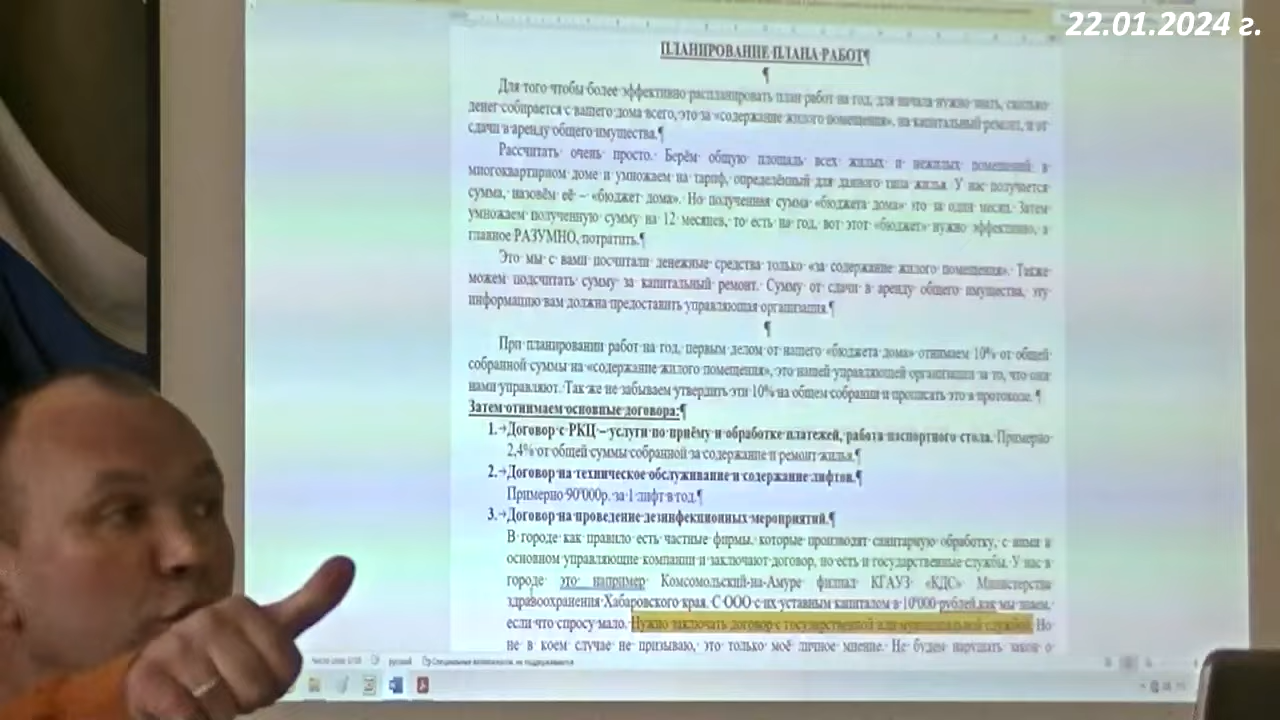 22.01.2024 г.
ПЛАНИРОВАНИЕ ПЛАНА РАБОТ¶
¶
Для того чтобы более эффективно распланировать план работ на год, для начала нужно знать, сколько
денег собирается с вашего дома всего, это за «содержание жилого помещения», на капитальный ремонт, и от
сдачи в аренду общего имущества.¶
Рассчитать очень просто. Берём общую площадь всех жилых и нежилых помещений в
многоквартирном доме и умножаем на тариф, определённый для данного типа жилья. У нас получается
сумма, назовём её – «бюджет дома». Но полученная сумма «бюджета дома» это за один месяц. Затем
умножаем полученную сумму на 12 месяцев, то есть на год, вот этот «бюджет» нужно эффективно, а
главное РАЗУМНО, потратить.¶
Это мы с вами посчитали денежные средства только «за содержание жилого помещения». Также
можем подсчитать сумму за капитальный ремонт. Сумму от сдачи в аренду общего имущества, эту
информацию вам должна предоставить управляющая организация.¶
¶
При планировании работ на год, первым делом от нашего «бюджета дома» отнимаем 10% от общей
собранной суммы на «содержание жилого помещения», это нашей управляющей организации за то, что они
нами управляют. Так же не забываем утвердить эти 10% на общем собрании и прописать это в протоколе. ¶
Затем отнимаем основные договора:¶
1.→Договор с РКЦ – услуги по приёму и обработке платежей, работа паспортного стола. Примерно
2,4% от общей суммы собранной за содержание и ремонт жилья.¶
2.→Договор на техническое обслуживание и содержание лифтов.¶
Примерно 90'000р. за 1 лифт в год.¶
3.→Договор на проведение дезинфекционных мероприятий.¶
В городе как правило есть частные фирмы, которые производят санитарную обработку, с ними в
основном управляющие компании и заключают договор, но есть и государственные службы. У нас в
городе это например Комсомольский-на-Амуре филиал КГАУЗ «КДС» Министерства
здравоохранения Хабаровского края. С ООО с их уставным капиталом в 10'000 рублей,как мы знаем,
если что спросу мало. Нужно заключать договор с государственной или муниципальной службой. Но
не в коем случае не призываю, это только моё личное мнение. Не будем нарушать закон о
русский
Специальные возможности: не поддерживаются